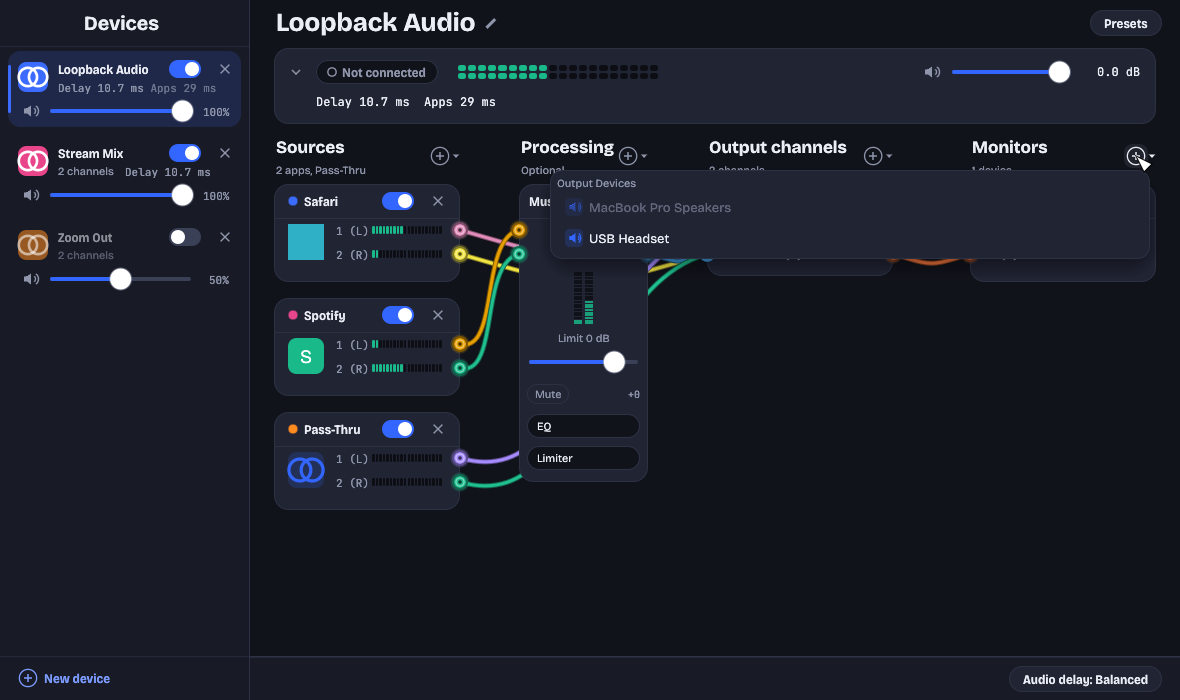 Devices
Loopback Audio
Delay 10.7 ms Apps 29 ms
100%
Stream Mix
2 channels Delay 10.7 ms
100%
Zoom Out
2 channels
50%
New device
Loopback Audio
Presets
Not connected
0.0 dB
Delay 10.7 ms Apps 29 ms
Sources
2 apps, Pass-Thru
Processing
Optional
Output channels
2 channels
Monitors
1 device
Output Devices
MacBook Pro Speakers
USB Headset
Safari
1 (L)
2 (R)
Spotify
S
1 (L)
2 (R)
Pass-Thru
1 (L)
2 (R)
Limit 0 dB
Mute +0
EQ
Limiter
Audio delay: Balanced